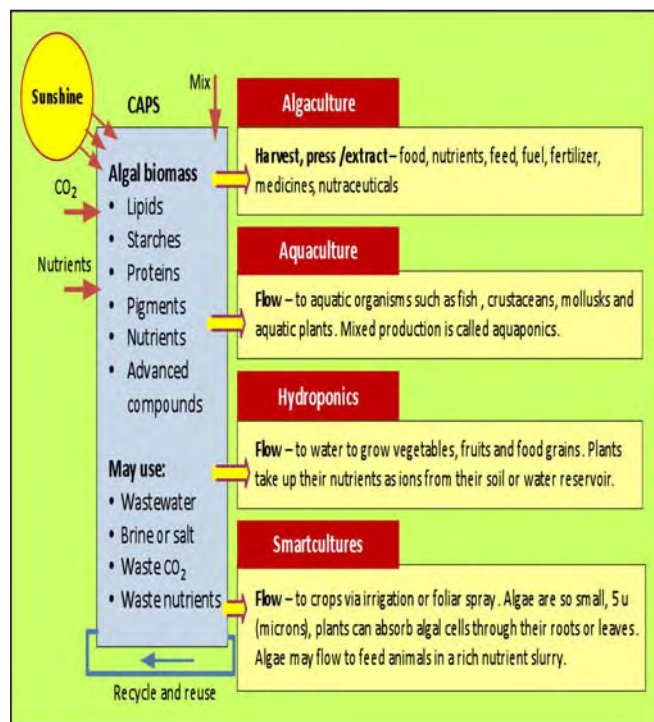 Sunshine
CAPS
Mix
CO₂
Nutrients
Algal biomass
• Lipids
• Starches
• Proteins
• Pigments
• Nutrients
• Advanced
compounds
May use:
• Wastewater
• Brine or salt
• Waste CO₂
• Waste nutrients
Recycle and reuse
Algaculture
Harvest, press /extract – food, nutrients, feed, fuel, fertilizer,
medicines, nutraceuticals
Aquaculture
Flow – to aquatic organisms such as fish , crustaceans, mollusks and
aquatic plants. Mixed production is called aquaponics.
Hydroponics
Flow – to water to grow vegetables, fruits and food grains. Plants
take up their nutrients as ions from their soil or water reservoir.
Smartcultures
Flow – to crops via irrigation or foliar spray. Algae are so small, 5 u
(microns), plants can absorb algal cells through their roots or leaves.
Algae may flow to feed animals in a rich nutrient slurry.